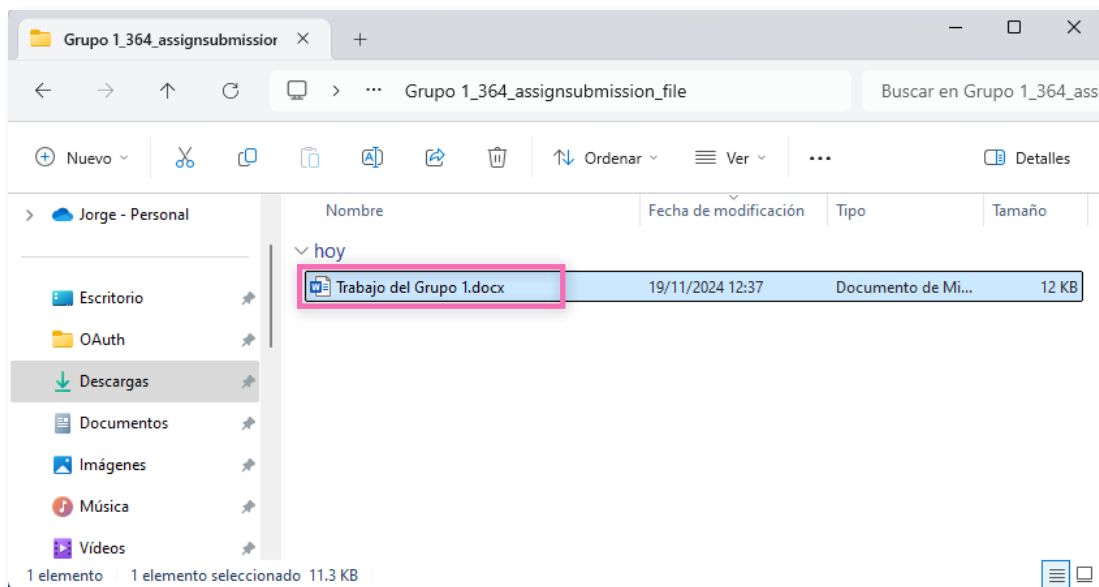 Grupo 1_364_assignsubmission
Grupo 1_364_assignsubmission_file
Buscar en Grupo 1_364_ass
Nuevo
Ordenar
Ver
Detalles
Jorge - Personal
Nombre
Fecha de modificación
Tipo
Tamaño
hoy
Trabajo del Grupo 1.docx
19/11/2024 12:37
Documento de Mi...
12 KB
Escritorio
OAuth
Descargas
Documentos
Imágenes
Música
Vídeos
1 elemento
1 elemento seleccionado 11.3 KB